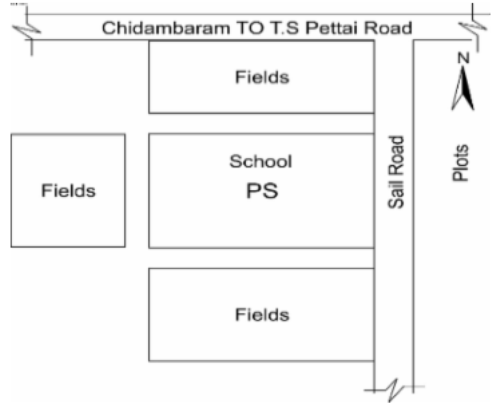 Chidambaram TO T.S Pettai Road
N
Fields
School
PS
Fields
Sail Road
Plots
Fields